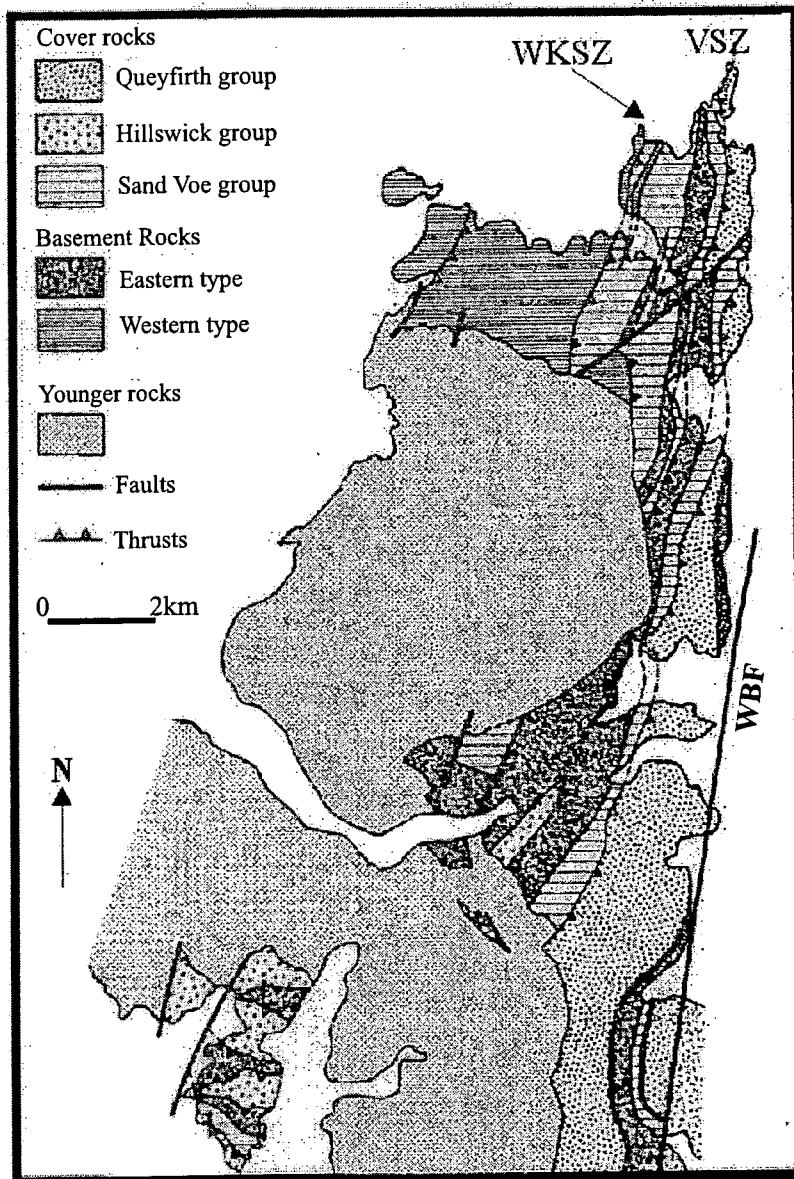 Cover rocks
Queyfirth group
Hillswick group
Sand Voe group
Basement Rocks
Eastern type
Western type
Younger rocks
Faults
Thrusts
0 2km
N
WKSZ
VSZ
WBF